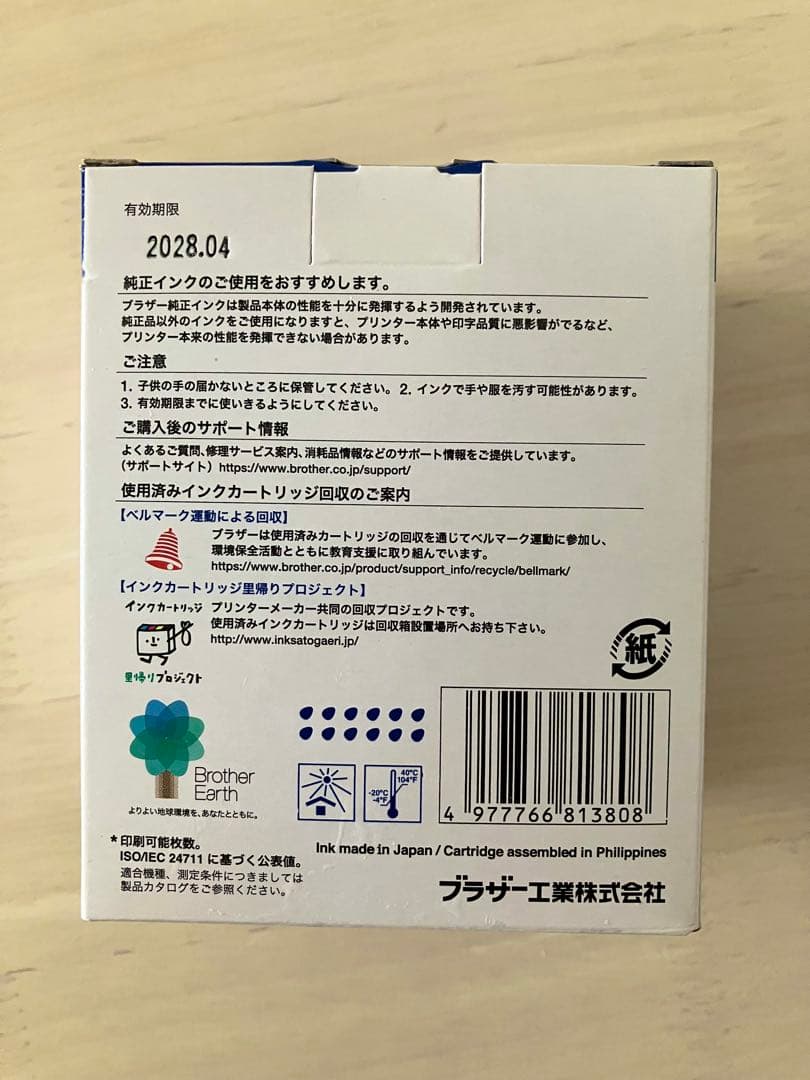 有効期限
2028.04
純正インクのご使用をおすすめします。
ブラザー純正インクは製品本体の性能を十分に発揮するよう開発されています。
純正品以外のインクをご使用になりますと、プリンター本体や印字品質に悪影響がでるなど、
プリンター本来の性能を発揮できない場合があります。
ご注意
1. 子供の手の届かないところに保管してください。2. インクで手や服を汚す可能性があります。
3. 有効期限までに使いきるようにしてください。
ご購入後のサポート情報
よくあるご質問、修理サービス案内、消耗品情報などのサポート情報をご提供しています。
(サポートサイト) https://www.brother.co.jp/support/
使用済みインクカートリッジ回収のご案内
【ベルマーク運動による回収】
ブラザーは使用済みカートリッジの回収を通じてベルマーク運動に参加し、
環境保全活動とともに教育支援に取り組んでいます。
https://www.brother.co.jp/product/support_info/recycle/bellmark/
【インクカートリッジ里帰りプロジェクト】
インクカートリッジ
里帰りプロジェクト
プリンターメーカー共同の回収プロジェクトです。
使用済みインクカートリッジは回収箱設置場所へお持ち下さい。
http://www.inksatogaeri.jp/
紙
Brother
Earth
よりよい地球環境を、あなたとともに。
40°C
104°F
-20°C
-4°F
4 977766 813808
*印刷可能枚数。
ISO/IEC 24711 に基づく公表値。
適合機種、測定条件につきましては
製品カタログをご参照ください。
Ink made in Japan / Cartridge assembled in Philippines
ブラザー工業株式会社